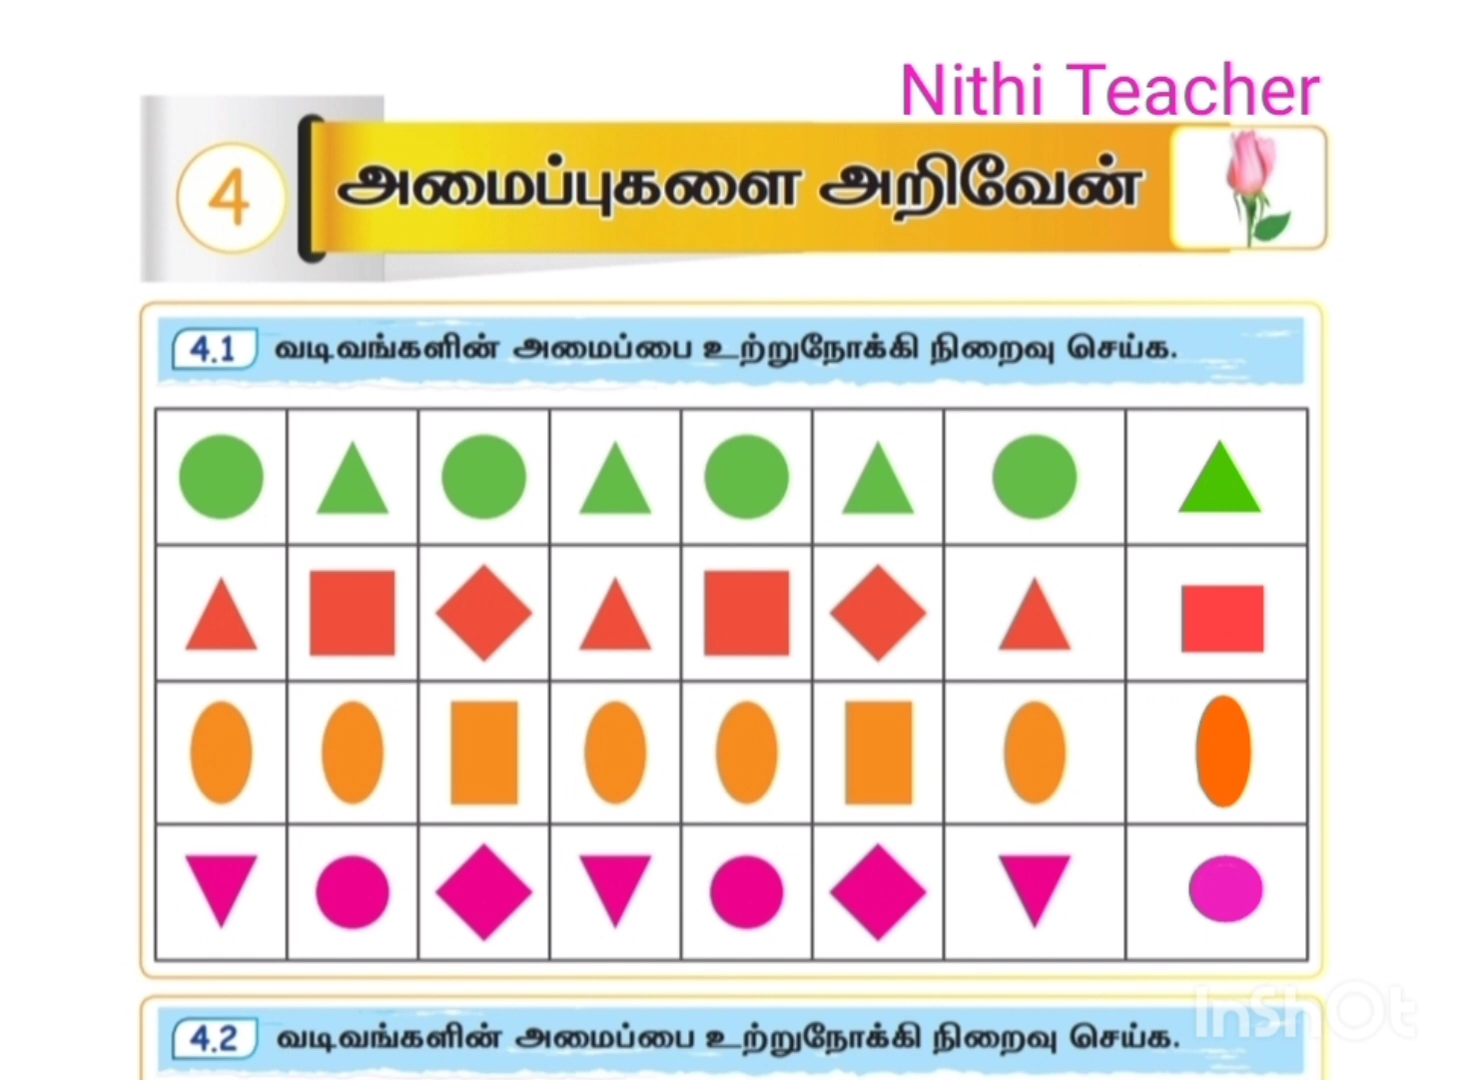 Nithi Teacher
4 அமைப்புகளை அறிவேன்
4.1 வடிவங்களின் அமைப்பை உற்றுநோக்கி நிறைவு செய்க.
4.2 வடிவங்களின் அமைப்பை உற்றுநோக்கி நிறைவு செய்க.
InShOt